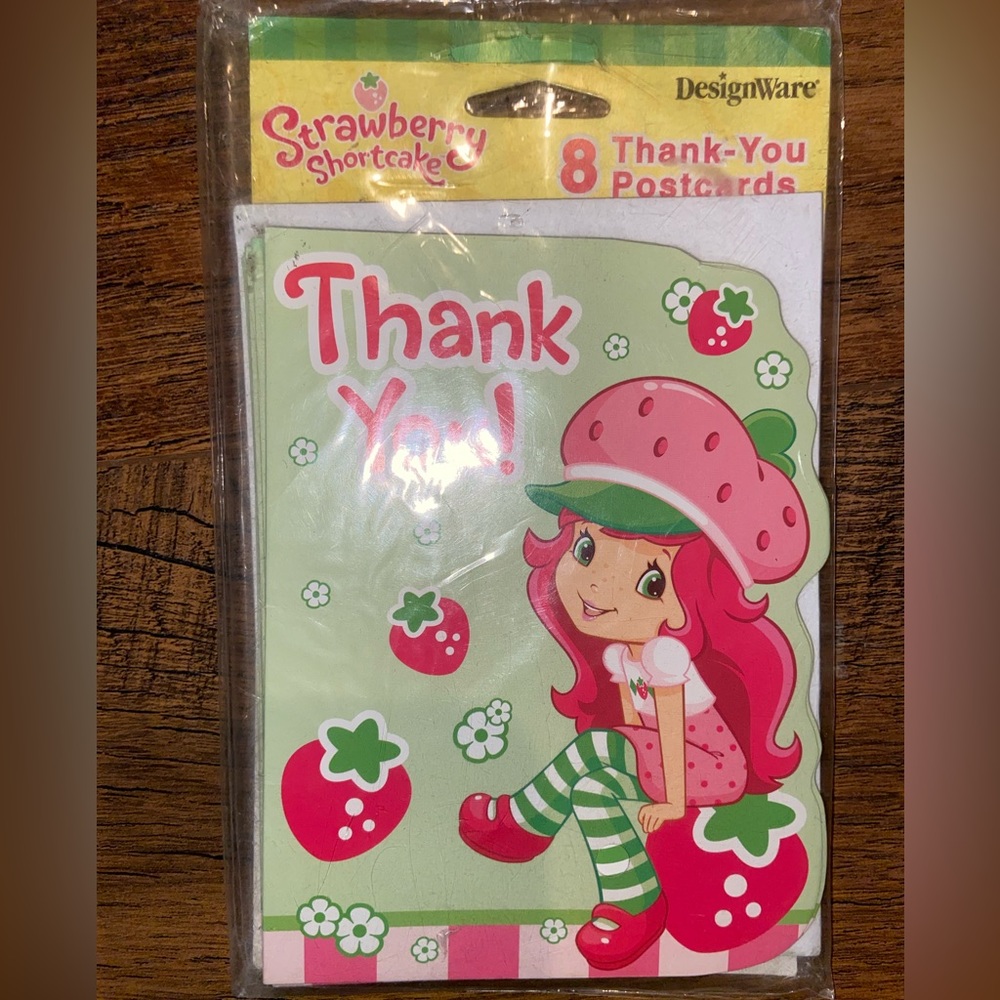 DesignWare®
Strawberry
Shortcake
8 Thank-You
Postcards
Thank
You!